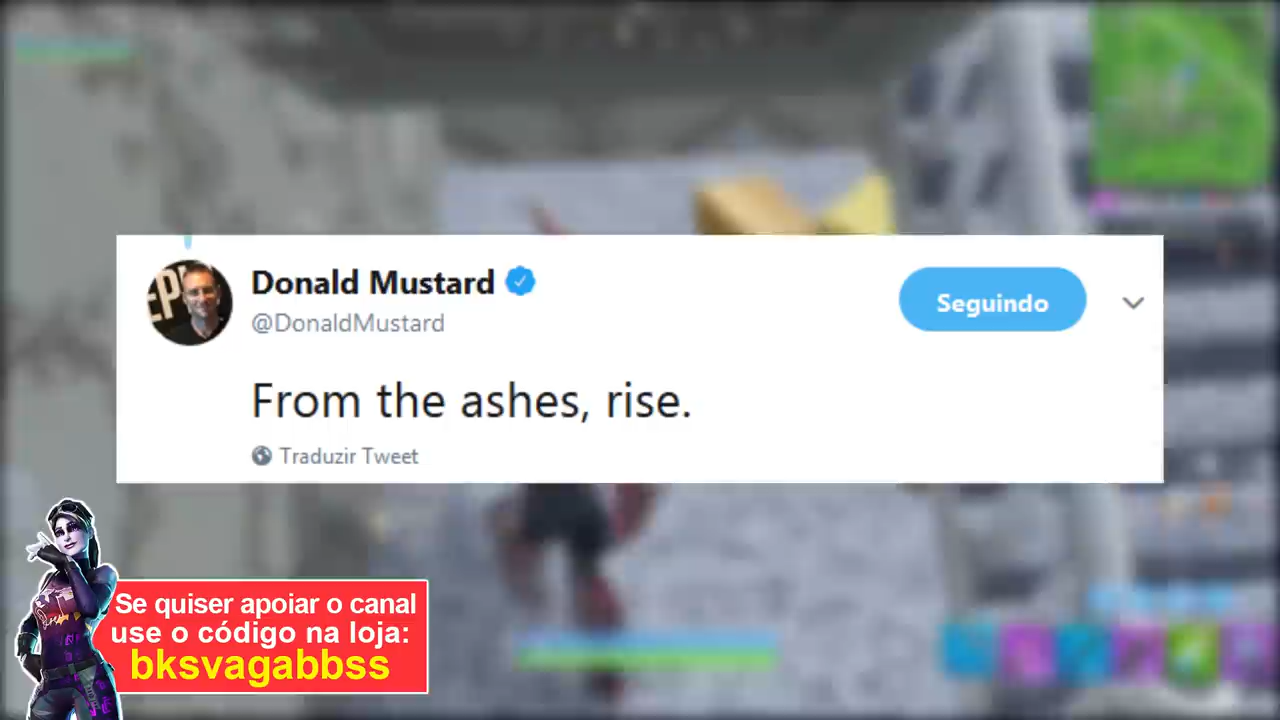 Donald Mustard
@DonaldMustard
Seguindo
From the ashes, rise.
Traduzir Tweet
Se quiser apoiar o canal
use o código na loja:
bksvagabbss